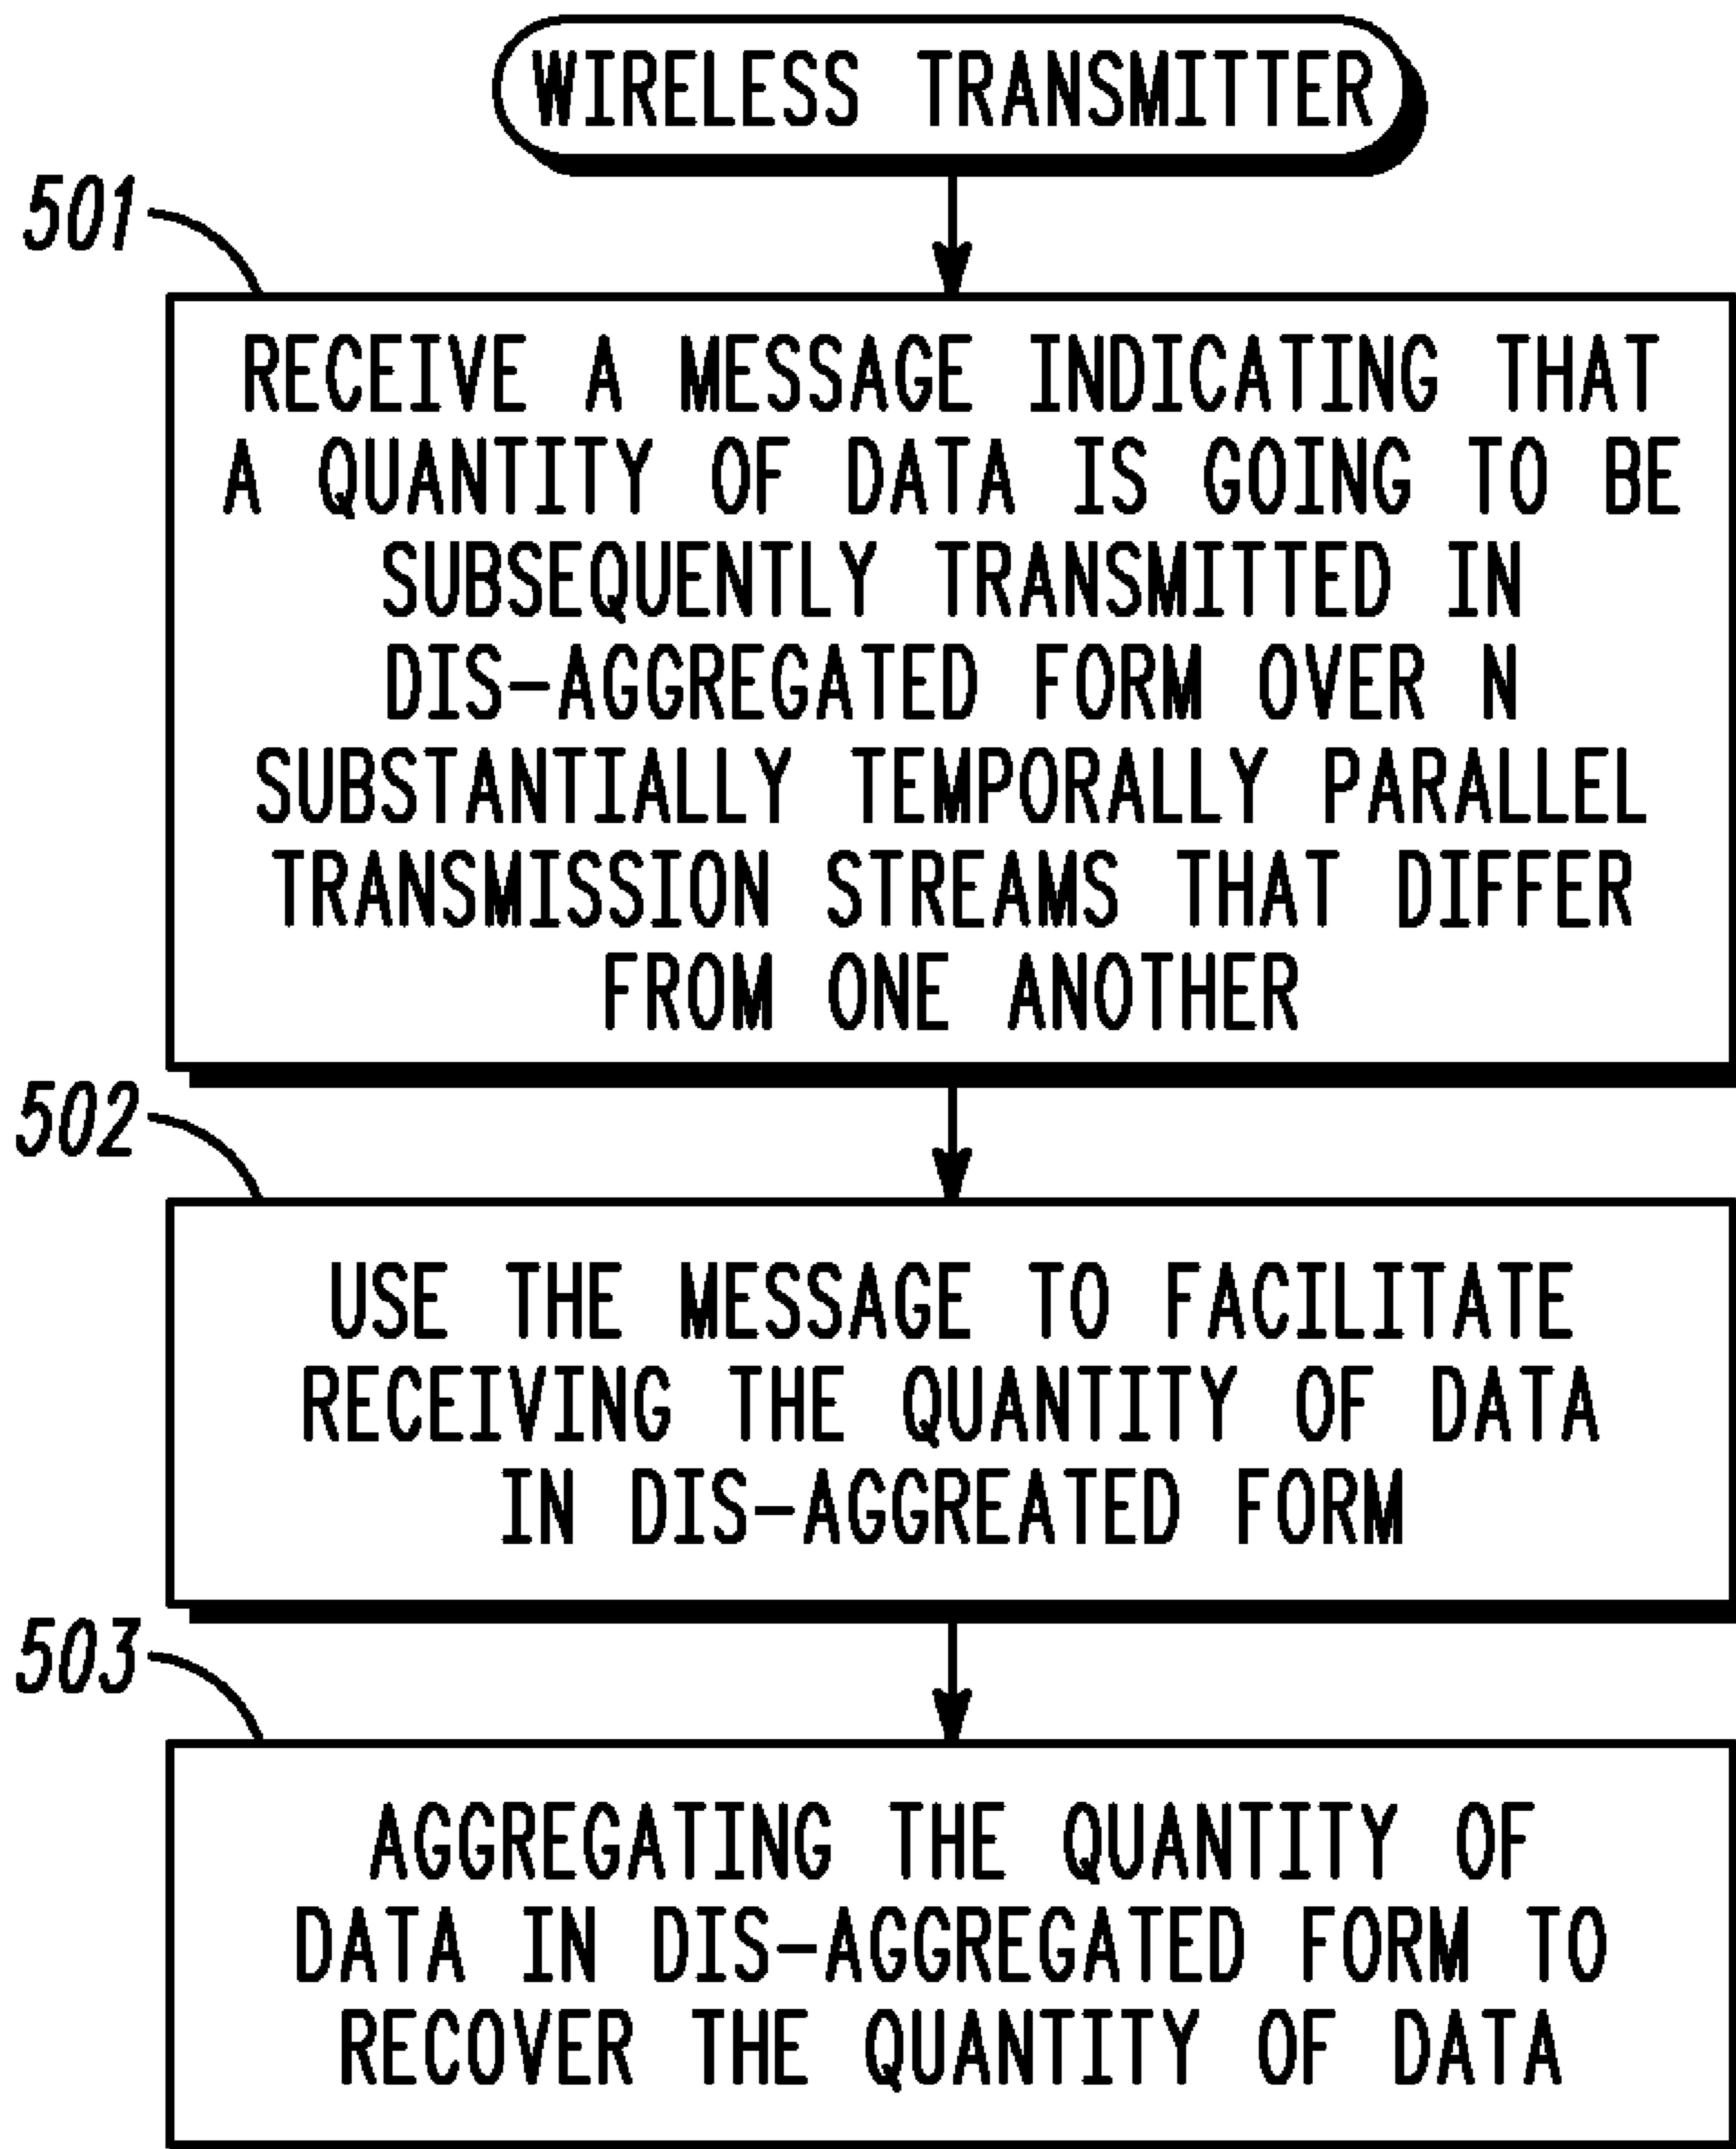 WIRELESS TRANSMITTER
501
RECEIVE A MESSAGE INDICATING THAT
A QUANTITY OF DATA IS GOING TO BE
SUBSEQUENTLY TRANSMITTED IN
DIS-AGGREGATED FORM OVER N
SUBSTANTIALLY TEMPORALLY PARALLEL
TRANSMISSION STREAMS THAT DIFFER
FROM ONE ANOTHER
502
USE THE MESSAGE TO FACILITATE
RECEIVING THE QUANTITY OF DATA
IN DIS-AGGREATED FORM
503
AGGREGATING THE QUANTITY OF
DATA IN DIS-AGGREGATED FORM TO
RECOVER THE QUANTITY OF DATA